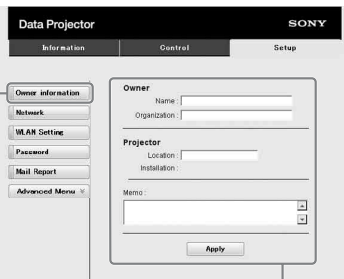 Data Projector
SONY
Information
Control
Setup
Owner information
Network
WLAN Setting
Password
Mail Report
Advanced Menu
Owner
Name :
Organization :
Projector
Location :
Installation :
Memo :
Apply